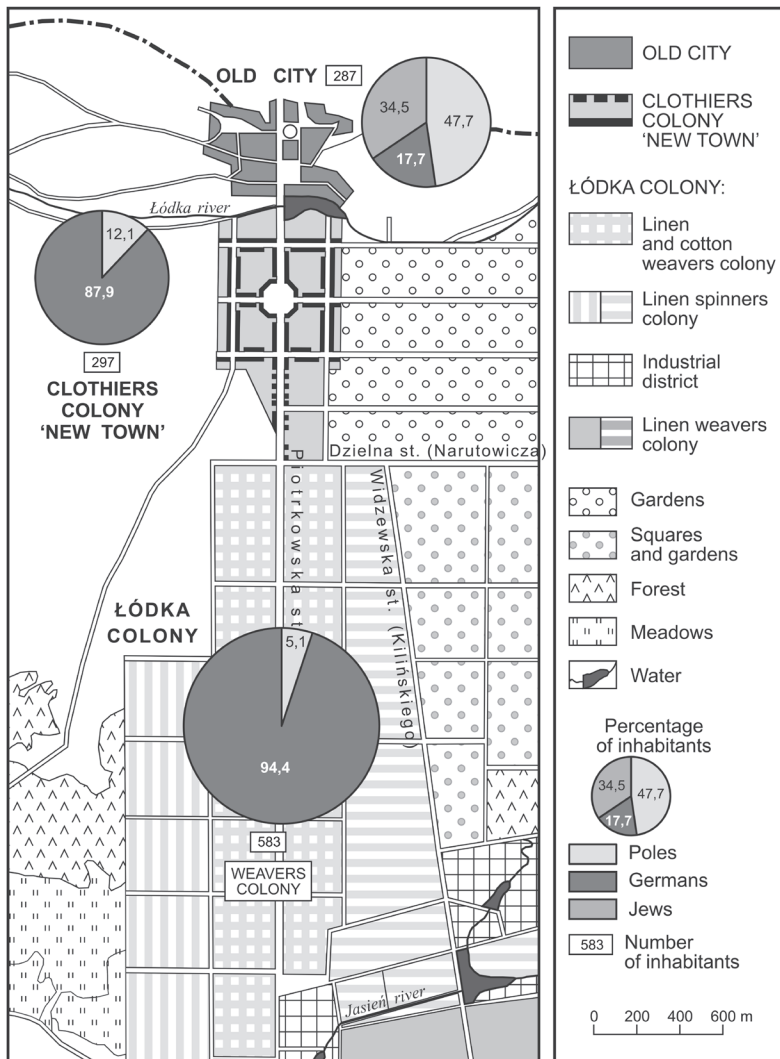 OLD CITY 287
34,5
47,7
17,7
Łódka river
12,1
87,9
297
CLOTHIERS
COLONY
‘NEW TOWN’
Dzielna st. (Narutowicza)
Piotrkowska st.
Widzewska st. (Kilińskiego)
ŁÓDKA
COLONY
5,1
94,4
583
WEAVERS
COLONY
Jasień river
OLD CITY
CLOTHIERS
COLONY
‘NEW TOWN’
ŁÓDKA COLONY:
Linen
and cotton
weavers colony
Linen spinners
colony
Industrial
district
Linen weavers
colony
Gardens
Squares
and gardens
Forest
Meadows
Water
Percentage
of inhabitants
34,5
47,7
17,7
Poles
Germans
Jews
583 Number
of inhabitants
0 200 400 600 m